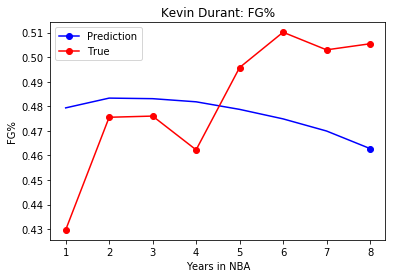 Kevin Durant: FG%
Prediction
True
FG%
0.51
0.50
0.49
0.48
0.47
0.46
0.45
0.44
0.43
1 2 3 4 5 6 7 8
Years in NBA